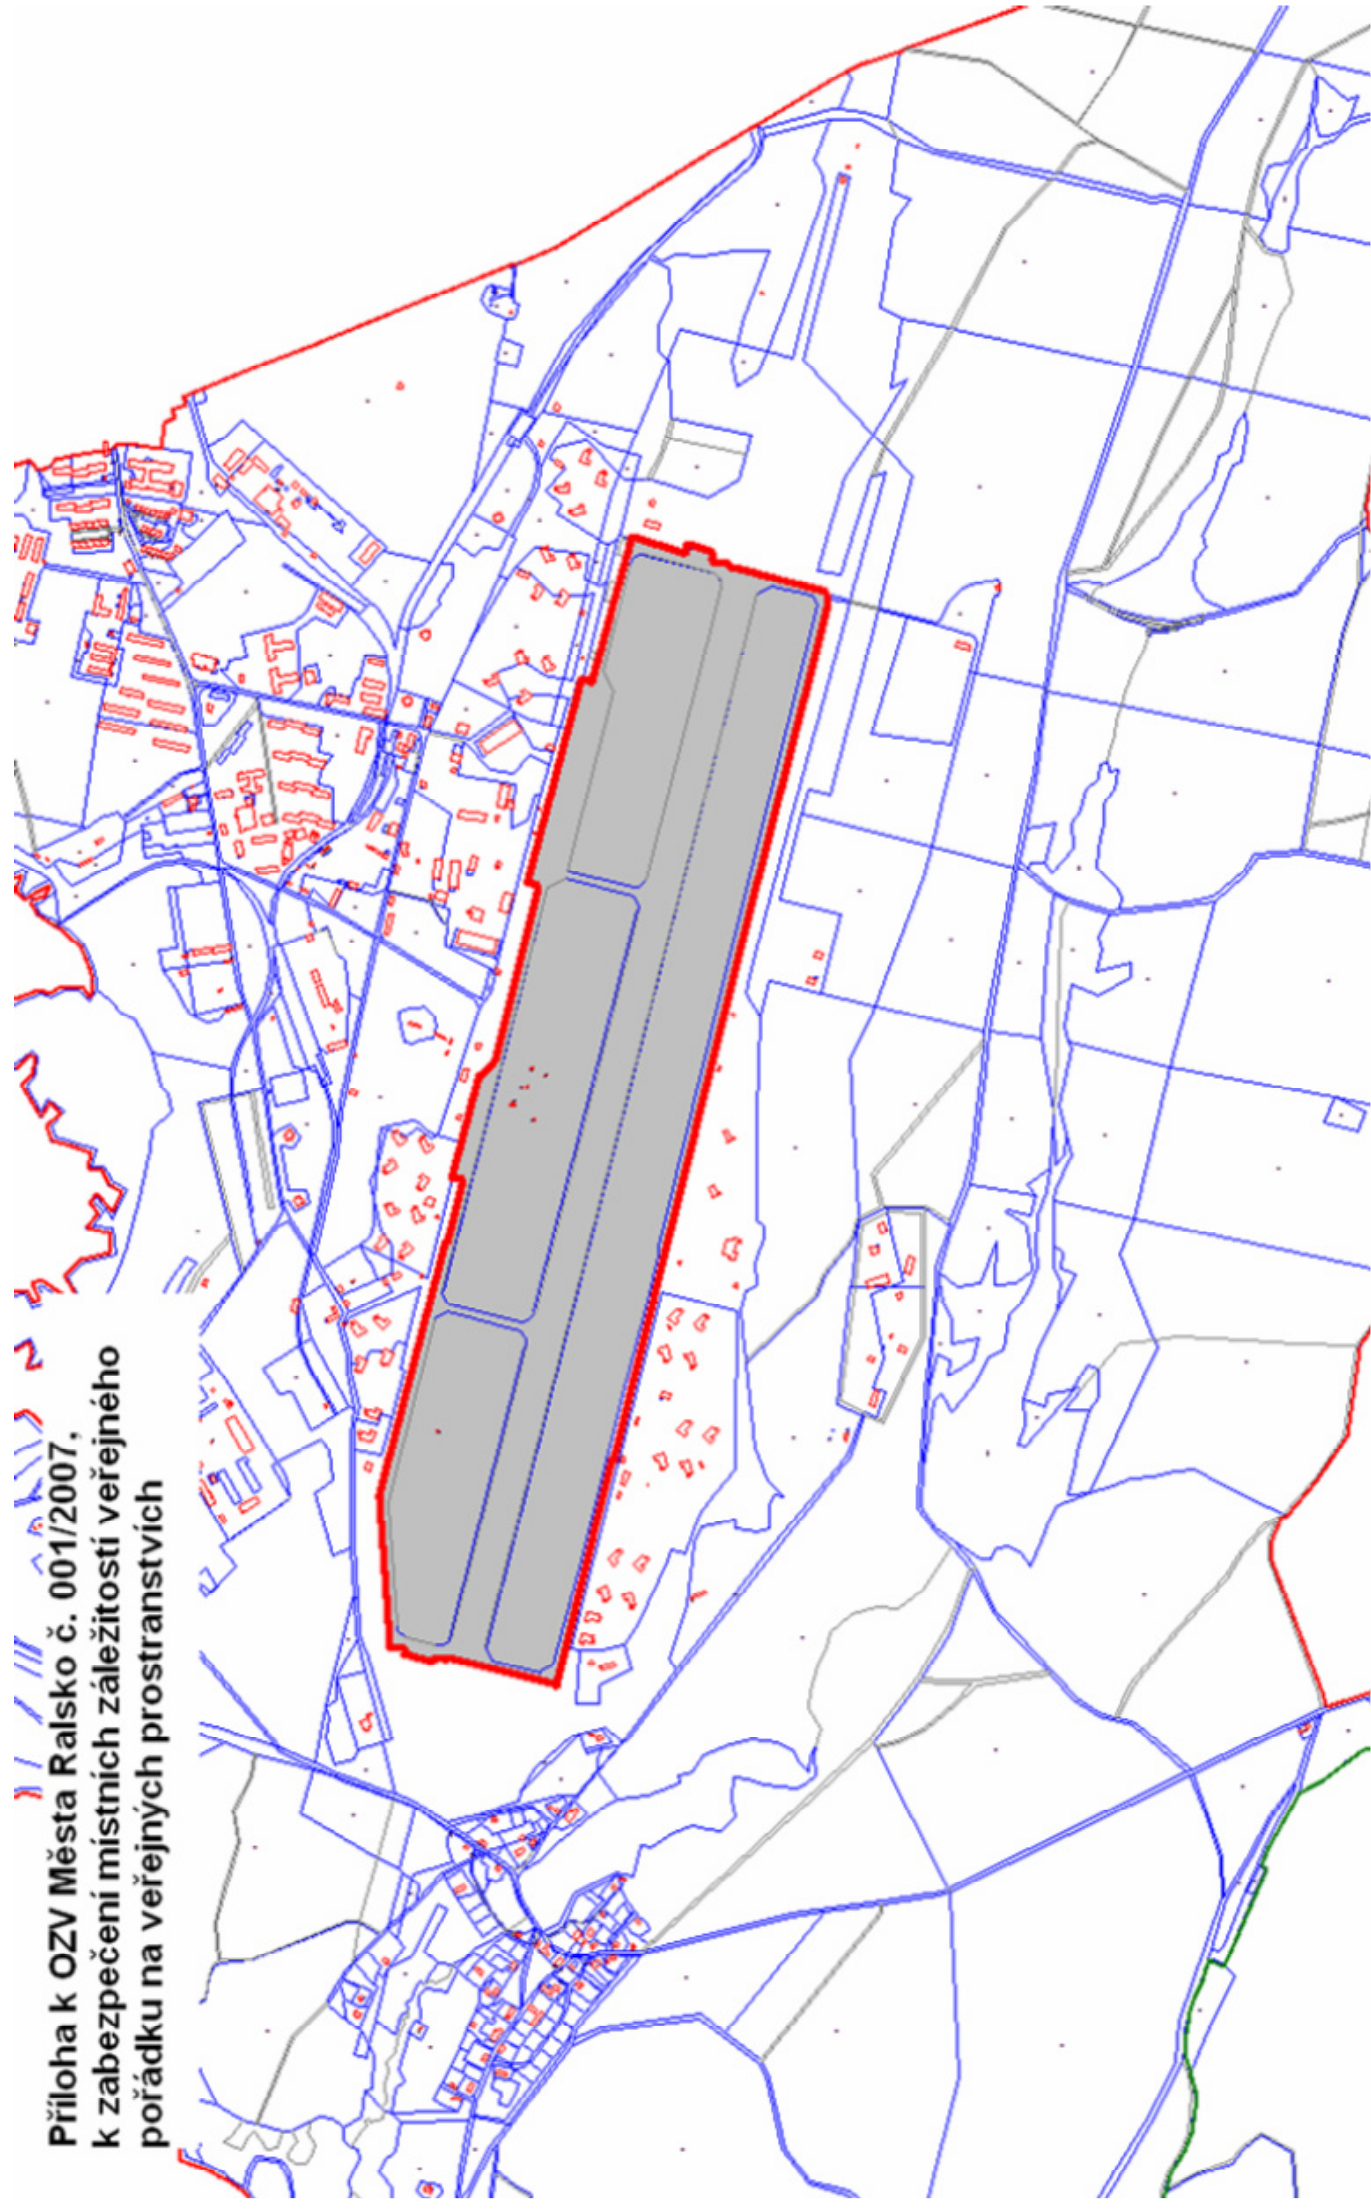 Příloha k OZV Města Ralsko č. 001/2007,
k zabezpečení místních záležitostí veřejného
pořádku na veřejných prostranstvích